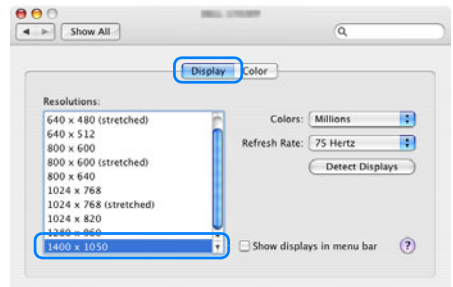 Show All
Display Color
Resolutions:
640 x 480 (stretched)
640 x 512
800 x 600
800 x 600 (stretched)
800 x 640
1024 x 768
1024 x 768 (stretched)
1024 x 820
1280 x 960
1400 x 1050
Colors: Millions
Refresh Rate: 75 Hertz
Detect Displays
Show displays in menu bar ?